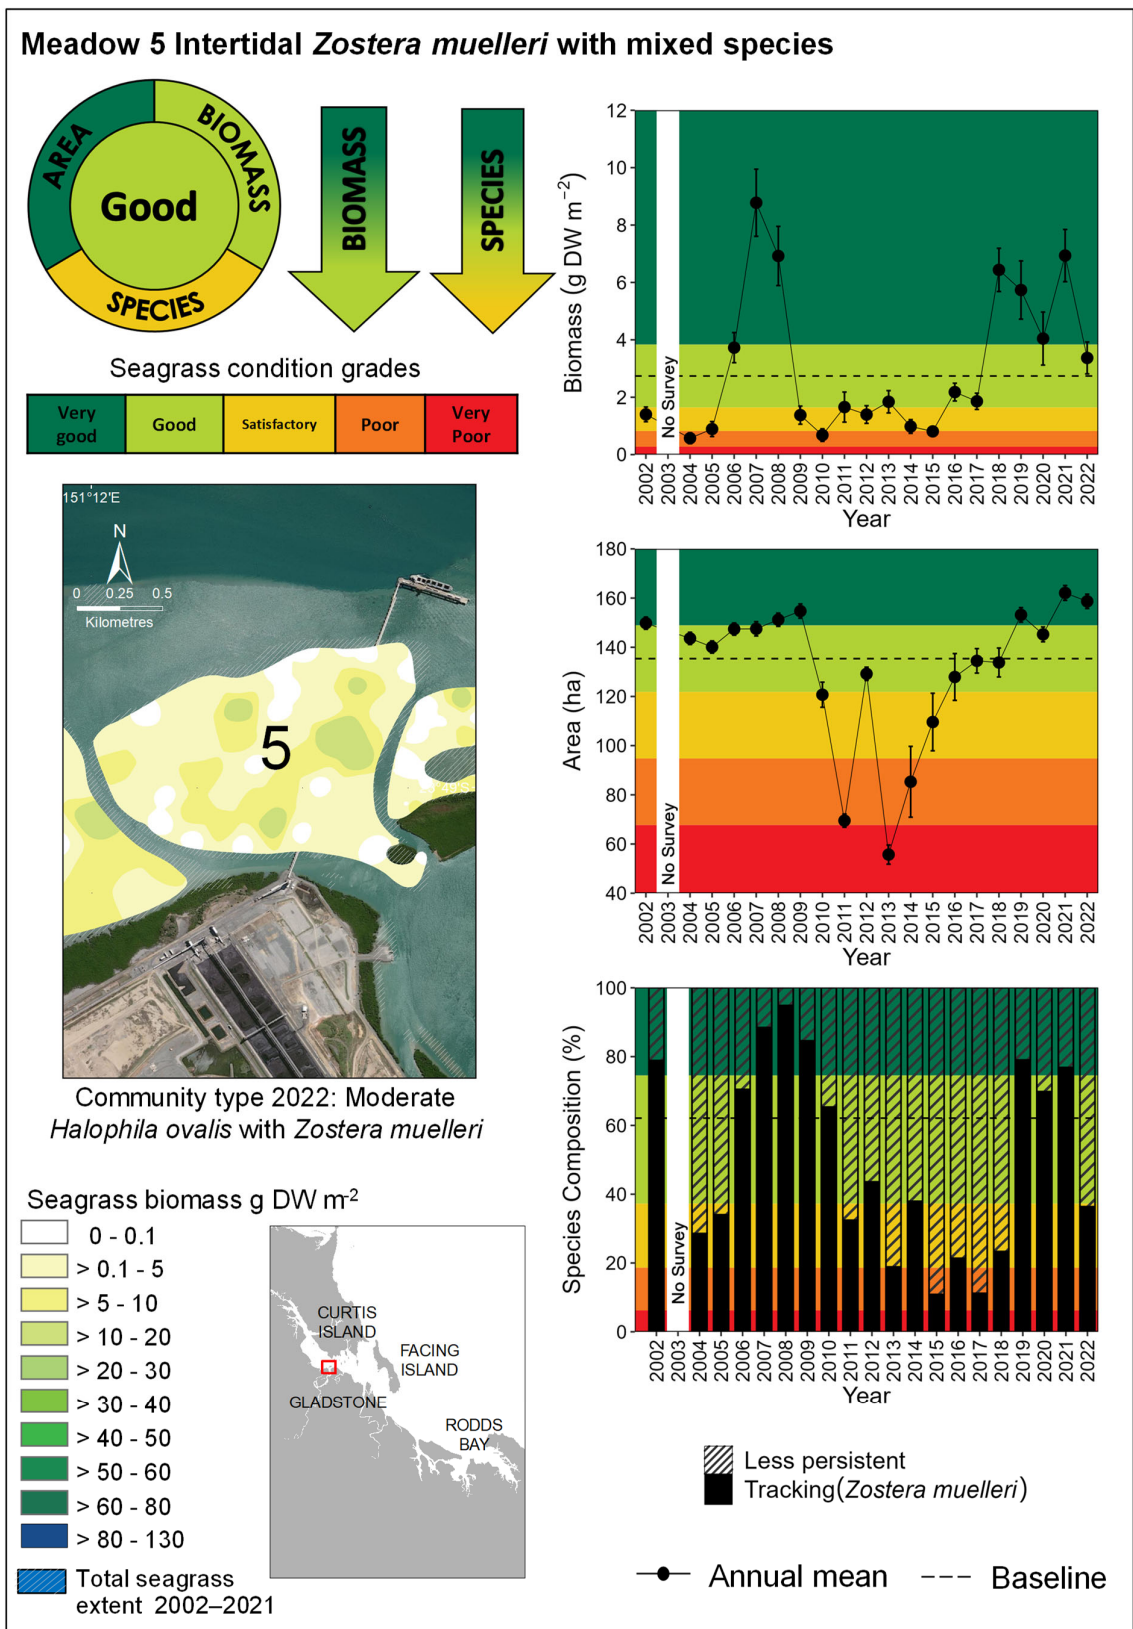 Meadow 5 Intertidal Zostera muelleri with mixed species
AREA
BIOMASS
SPECIES
Good
BIOMASS
SPECIES
Seagrass condition grades
Very good
Good
Satisfactory
Poor
Very Poor
151°12'E
N
0 0.25 0.5
Kilometres
5
Community type 2022: Moderate
Halophila ovalis with Zostera muelleri
Seagrass biomass g DW m-2
0 - 0.1
> 0.1 - 5
> 5 - 10
> 10 - 20
> 20 - 30
> 30 - 40
> 40 - 50
> 50 - 60
> 60 - 80
> 80 - 130
Total seagrass
extent 2002–2021
CURTIS
ISLAND
FACING
ISLAND
GLADSTONE
RODDS
BAY
Biomass (g DW m−2)
12
10
8
6
4
2
0
No Survey
2002 2003 2004 2005 2006 2007 2008 2009 2010 2011 2012 2013 2014 2015 2016 2017 2018 2019 2020 2021 2022
Year
Area (ha)
180
160
140
120
100
80
60
40
No Survey
2002 2003 2004 2005 2006 2007 2008 2009 2010 2011 2012 2013 2014 2015 2016 2017 2018 2019 2020 2021 2022
Year
Species Composition (%)
100
80
60
40
20
0
No Survey
2002 2003 2004 2005 2006 2007 2008 2009 2010 2011 2012 2013 2014 2015 2016 2017 2018 2019 2020 2021 2022
Year
Less persistent
Tracking(Zostera muelleri)
Annual mean
Baseline